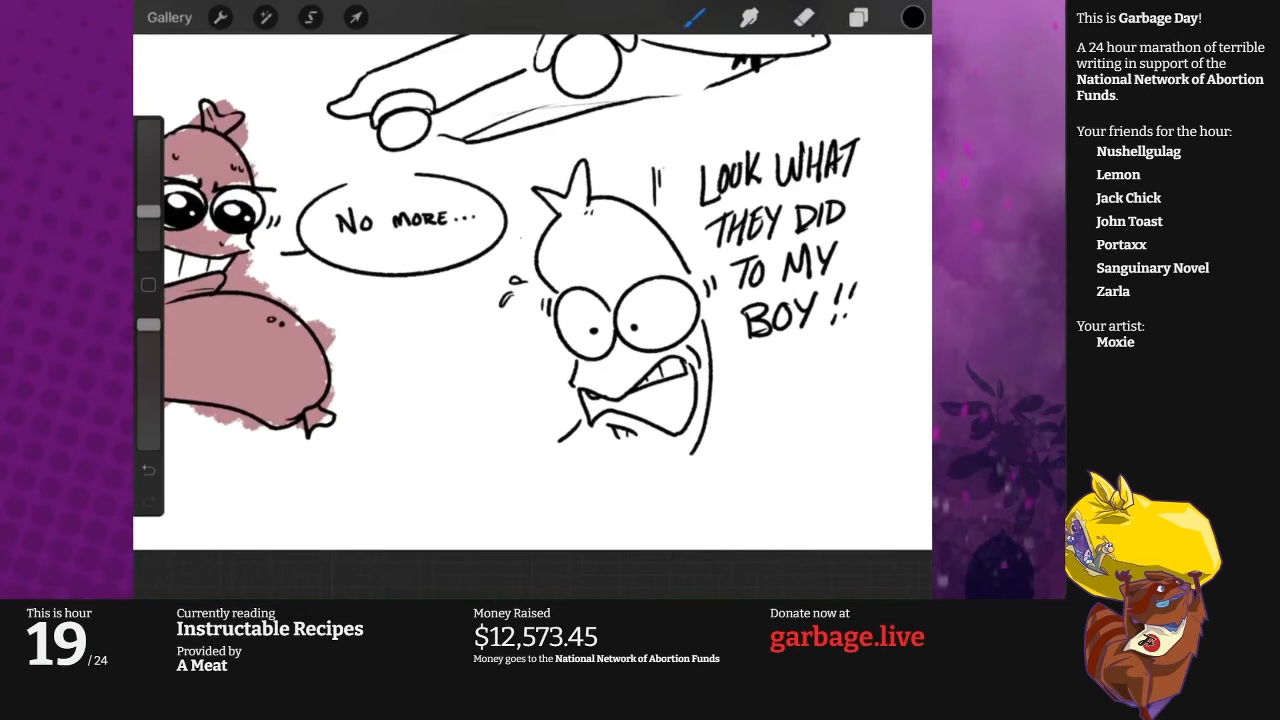 Gallery
This is Garbage Day!
A 24 hour marathon of terrible
writing in support of the
National Network of Abortion
Funds.
Your friends for the hour:
Nushellgulag
Lemon
Jack Chick
John Toast
Portaxx
Sanguinary Novel
Zarla
Your artist:
Moxie
NO MORE...
LOOK WHAT
THEY DID
TO MY
BOY!!
This is hour
19 / 24
Currently reading
Instructable Recipes
Provided by
A Meat
Money Raised
$12,573.45
Money goes to the National Network of Abortion Funds
Donate now at
garbage.live